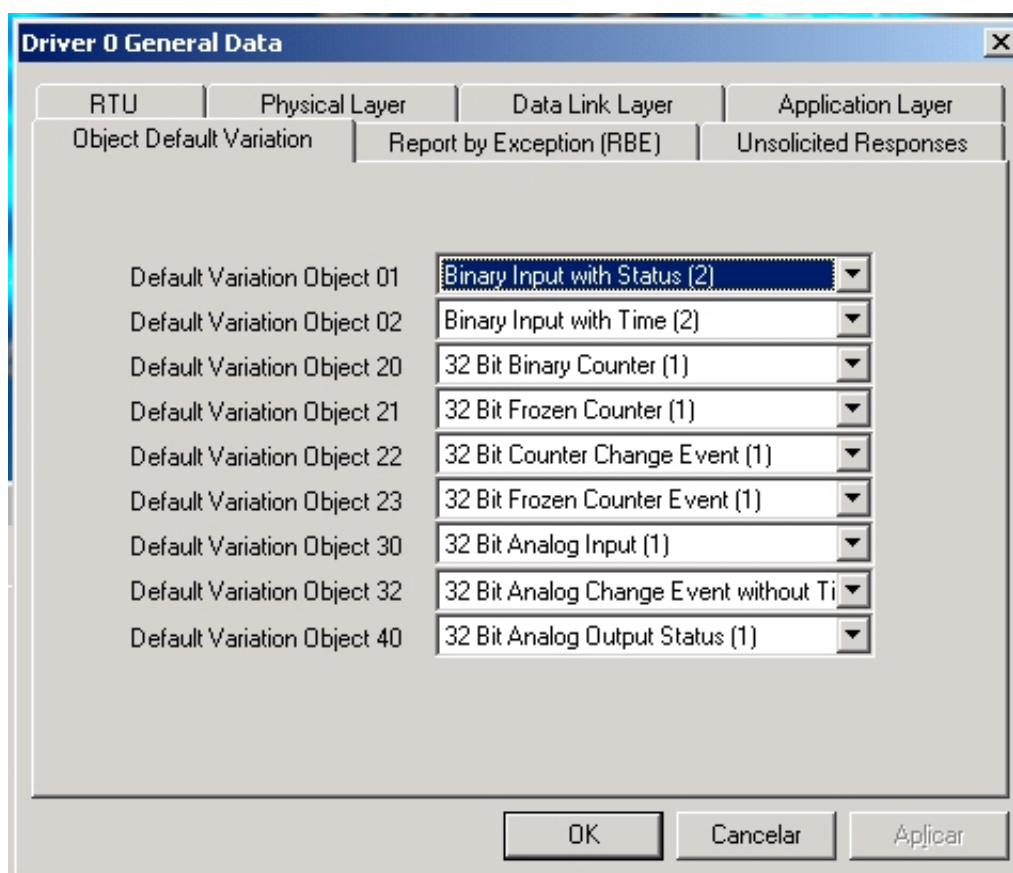 Driver 0 General Data
RTU Physical Layer Data Link Layer Application Layer
Object Default Variation Report by Exception (RBE) Unsolicited Responses
Default Variation Object 01 Binary Input with Status (2)
Default Variation Object 02 Binary Input with Time (2)
Default Variation Object 20 32 Bit Binary Counter (1)
Default Variation Object 21 32 Bit Frozen Counter (1)
Default Variation Object 22 32 Bit Counter Change Event (1)
Default Variation Object 23 32 Bit Frozen Counter Event (1)
Default Variation Object 30 32 Bit Analog Input (1)
Default Variation Object 32 32 Bit Analog Change Event without Ti
Default Variation Object 40 32 Bit Analog Output Status (1)
OK Cancelar Aplicar